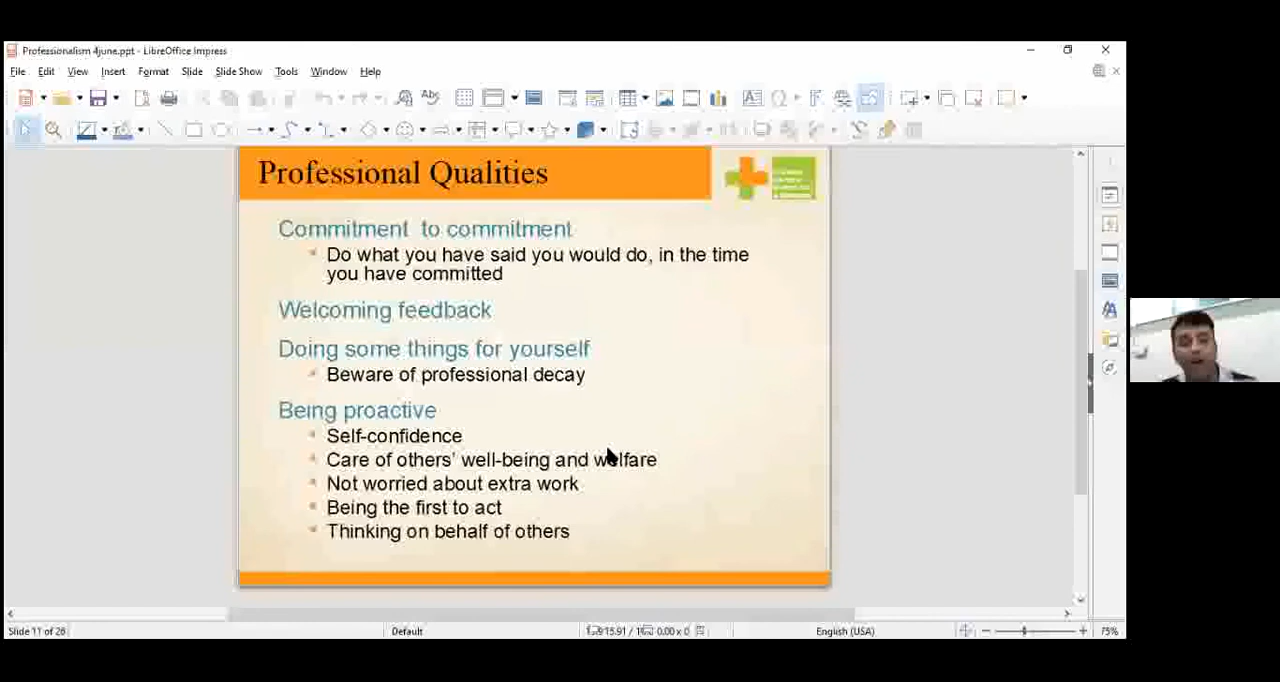 Professionalism 4june.ppt - LibreOffice Impress
File Edit View Insert Format Slide Slide Show Tools Window Help
Professional Qualities
Commitment to commitment
Do what you have said you would do, in the time
you have committed
Welcoming feedback
Doing some things for yourself
Beware of professional decay
Being proactive
Self-confidence
Care of others' well-being and welfare
Not worried about extra work
Being the first to act
Thinking on behalf of others
Slide 11 of 26 Default 0.00 x English (USA) 75%